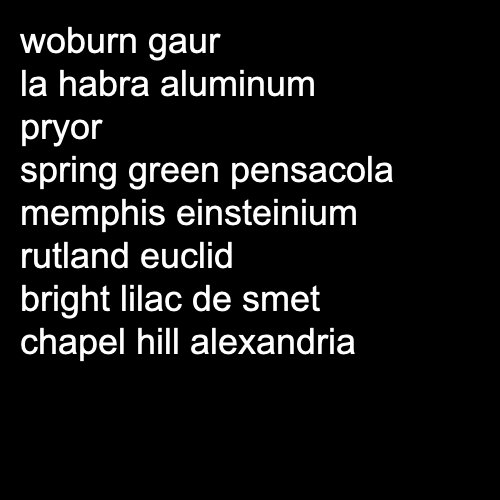 woburn gaur
la habra aluminum
pryor
spring green pensacola
memphis einsteinium
rutland euclid
bright lilac de smet
chapel hill alexandria